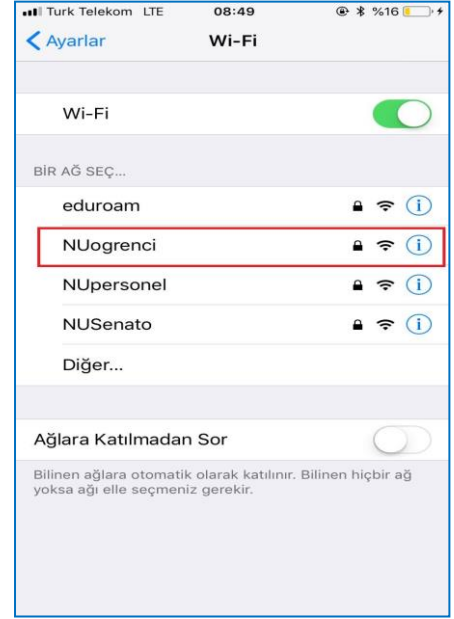 Turk Telekom LTE 08:49 %16
Ayarlar Wi-Fi
Wi-Fi
BİR AĞ SEÇ...
eduroam
NUogrenci
NUpersonel
NUSenato
Diğer...
Ağlara Katılmadan Sor
Bilinen ağlara otomatik olarak katılınır. Bilinen hiçbir ağ
yoksa ağı elle seçmeniz gerekir.